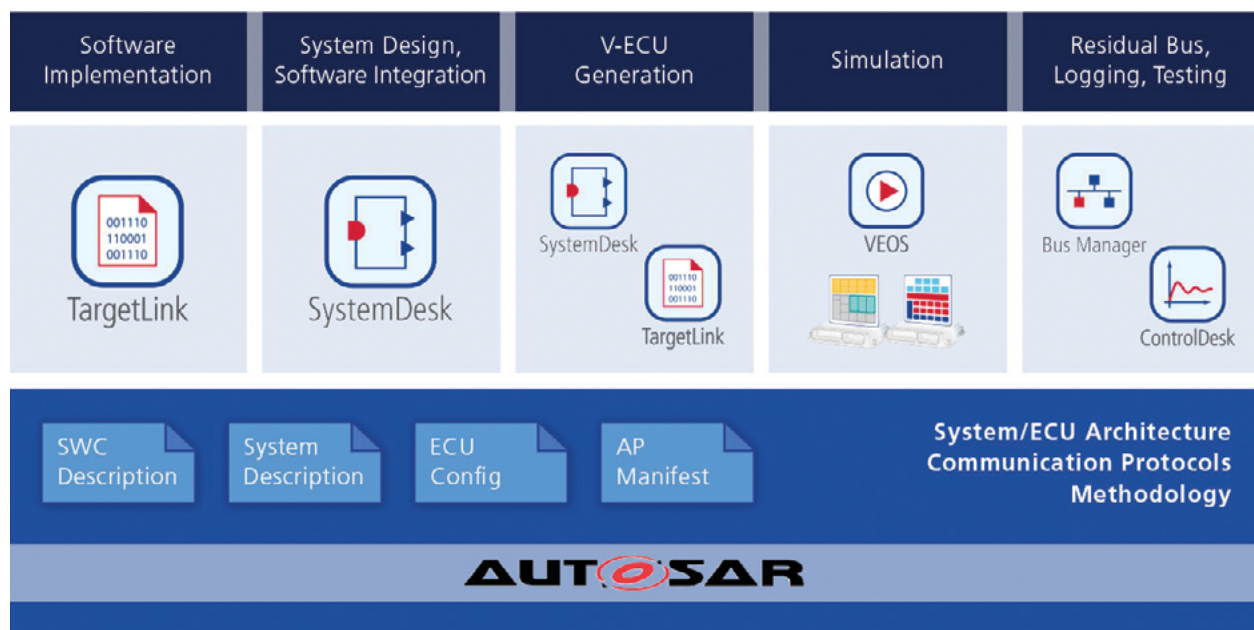 Software
Implementation
System Design,
Software Integration
V-ECU
Generation
Simulation
Residual Bus,
Logging, Testing
001110
110001
001110
TargetLink
SystemDesk
SystemDesk
001110
110001
001110
TargetLink
VEOS
Bus Manager
ControlDesk
SWC
Description
System
Description
ECU
Config
AP
Manifest
System/ECU Architecture
Communication Protocols
Methodology
AUTOSAR